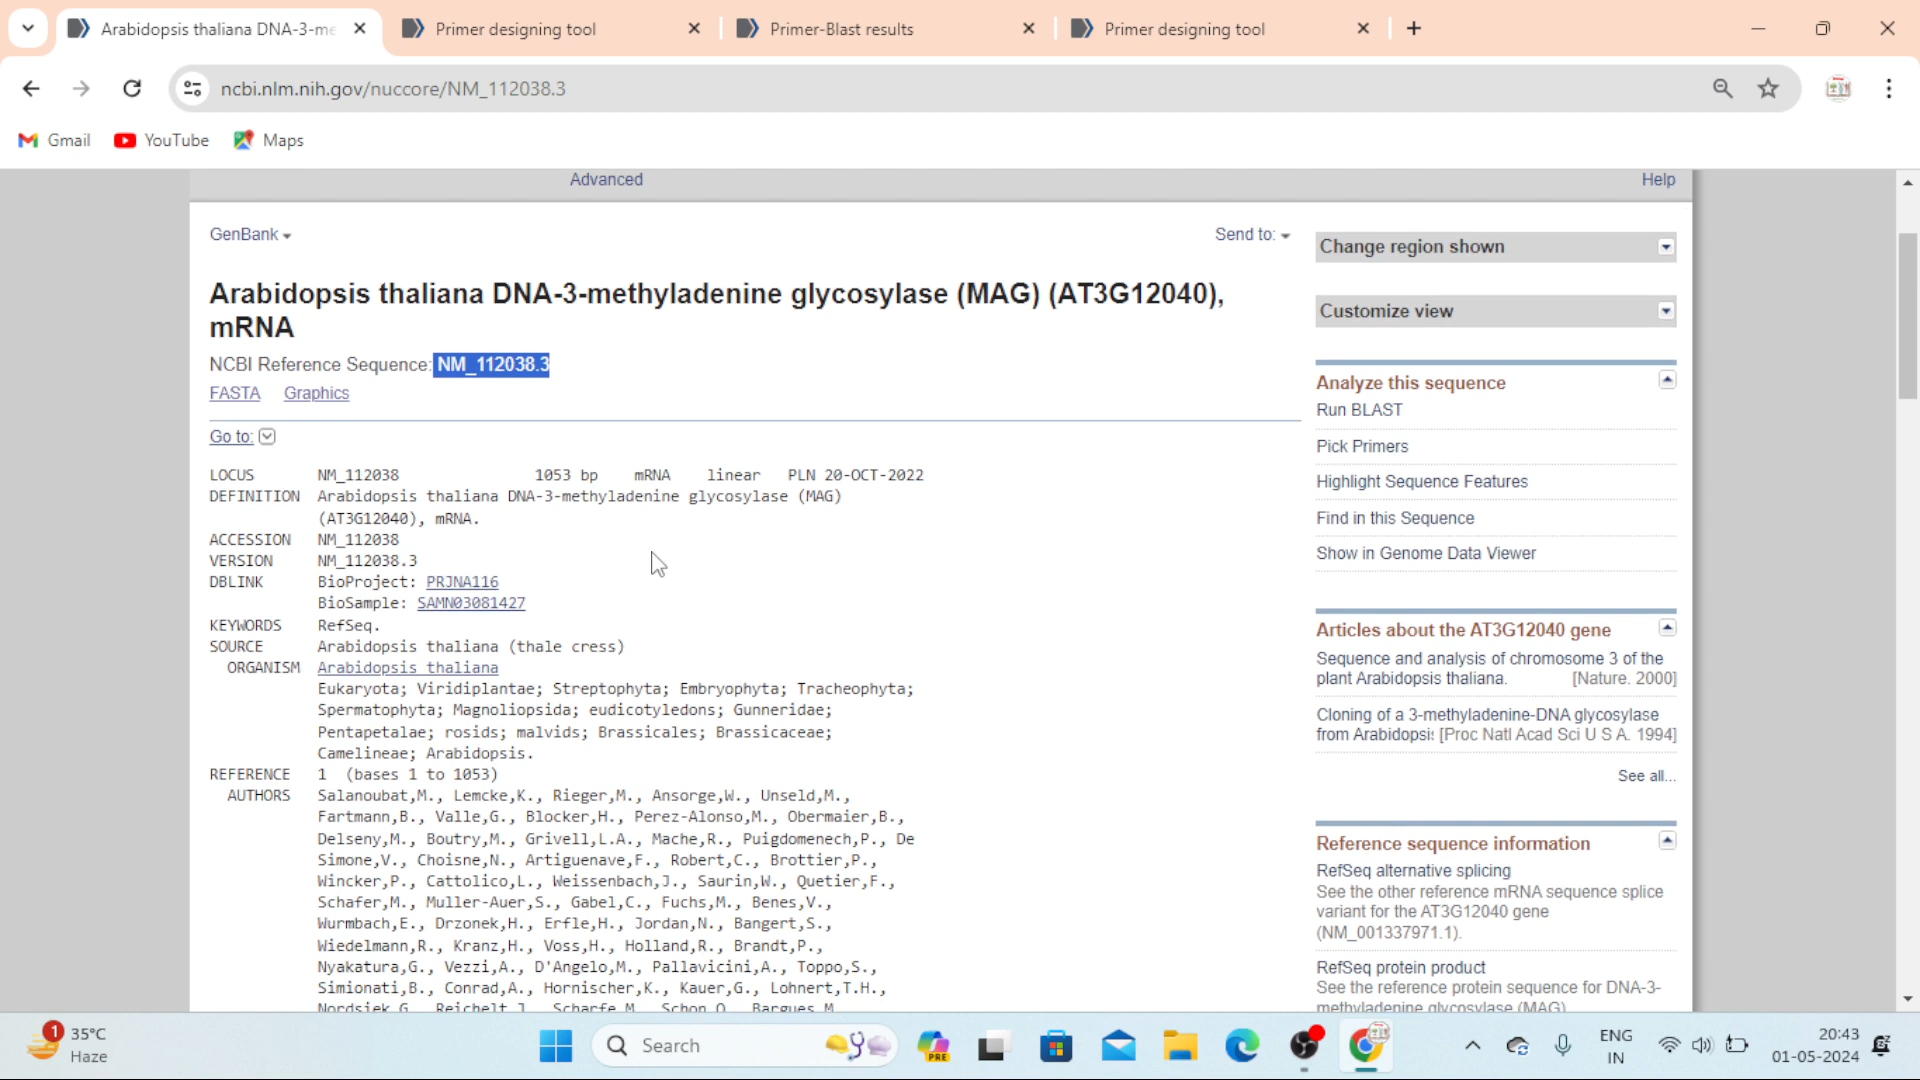 Arabidopsis thaliana DNA-3-me
Primer designing tool
Primer-Blast results
Primer designing tool
ncbi.nlm.nih.gov/nuccore/NM_112038.3
Gmail
YouTube
Maps
Advanced
Help
GenBank
Send to:
Arabidopsis thaliana DNA-3-methyladenine glycosylase (MAG) (AT3G12040),
mRNA
NCBI Reference Sequence: NM_112038.3
FASTA Graphics
Go to:
LOCUS NM_112038 1053 bp mRNA linear PLN 20-OCT-2022
DEFINITION Arabidopsis thaliana DNA-3-methyladenine glycosylase (MAG)
(AT3G12040), mRNA.
ACCESSION NM_112038
VERSION NM_112038.3
DBLINK BioProject: PRJNA116
BioSample: SAMN03081427
KEYWORDS RefSeq.
SOURCE Arabidopsis thaliana (thale cress)
ORGANISM Arabidopsis thaliana
Eukaryota; Viridiplantae; Streptophyta; Embryophyta; Tracheophyta;
Spermatophyta; Magnoliopsida; eudicotyledons; Gunneridae;
Pentapetalae; rosids; malvids; Brassicales; Brassicaceae;
Camelineae; Arabidopsis.
REFERENCE 1 (bases 1 to 1053)
AUTHORS Salanoubat,M., Lemcke,K., Rieger,M., Ansorge,W., Unseld,M.,
Fartmann,B., Valle,G., Blocker,H., Perez-Alonso,M., Obermaier,B.,
Delseny,M., Boutry,M., Grivell,L.A., Mache,R., Puigdomenech,P., De
Simone,V., Choisne,N., Artiguenave,F., Robert,C., Brottier,P.,
Wincker,P., Cattolico,L., Weissenbach,J., Saurin,W., Quetier,F.,
Schafer,M., Muller-Auer,S., Gabel,C., Fuchs,M., Benes,V.,
Wurmbach,E., Drzonek,H., Erfle,H., Jordan,N., Bangert,S.,
Wiedelmann,R., Kranz,H., Voss,H., Holland,R., Brandt,P.,
Nyakatura,G., Vezzi,A., D'Angelo,M., Pallavicini,A., Toppo,S.,
Simionati,B., Conrad,A., Hornischer,K., Kauer,G., Lohnert,T.H.,
Nordsiek,G., Reichelt,J., Scharfe,M., Schon,O., Bargues,M.,
Change region shown
Customize view
Analyze this sequence
Run BLAST
Pick Primers
Highlight Sequence Features
Find in this Sequence
Show in Genome Data Viewer
Articles about the AT3G12040 gene
Sequence and analysis of chromosome 3 of the
plant Arabidopsis thaliana. [Nature. 2000]
Cloning of a 3-methyladenine-DNA glycosylase
from Arabidopsi: [Proc Natl Acad Sci U S A. 1994]
See all...
Reference sequence information
RefSeq alternative splicing
See the other reference mRNA sequence splice
variant for the AT3G12040 gene
(NM_001337971.1).
RefSeq protein product
See the reference protein sequence for DNA-3-
methyladenine glycosylase (MAG)
1
35°C
Haze
Search
PRE
ENG
IN
20:43
01-05-2024